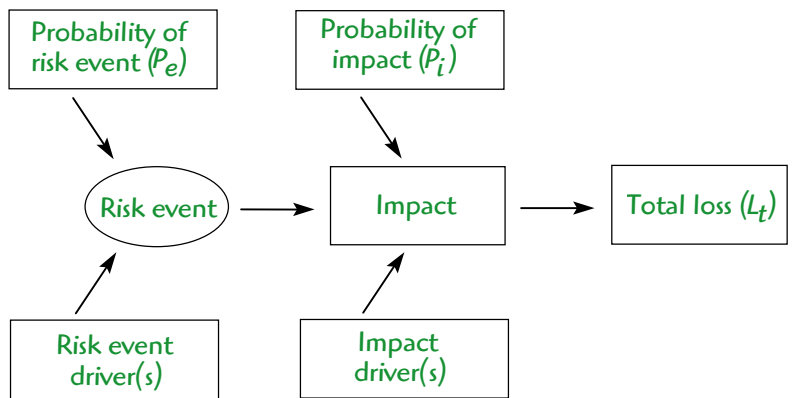 Probability of
risk event (Pe)
Probability of
impact (Pi)
Risk event
Impact
Total loss (Lt)
Risk event
driver(s)
Impact
driver(s)